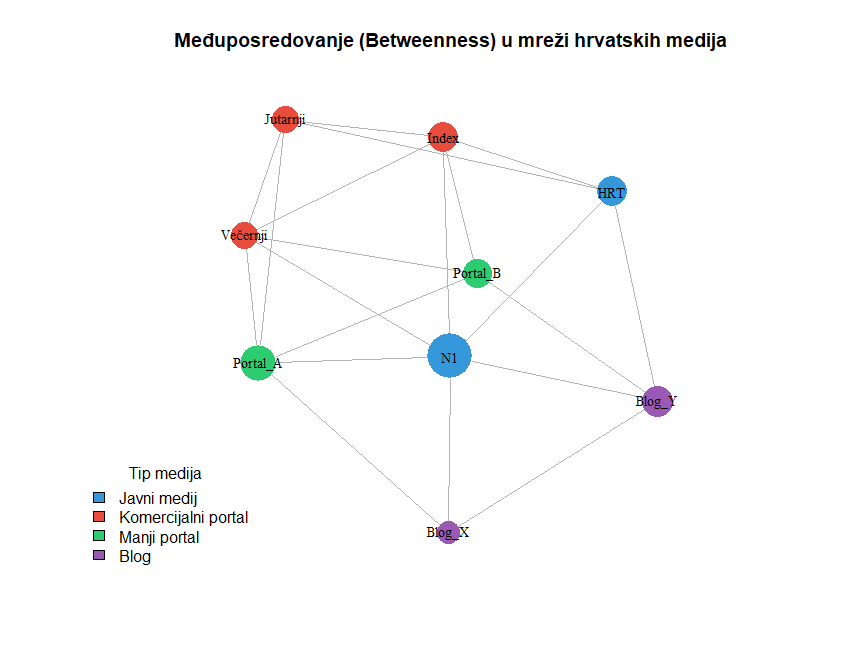 Međuposredovanje (Betweenness) u mreži hrvatskih medija
Jutarnji
Index
HRT
Večernji
Portal_B
Portal_A
N1
Blog_Y
Blog_X
Tip medija
Javni medij
Komercijalni portal
Manji portal
Blog